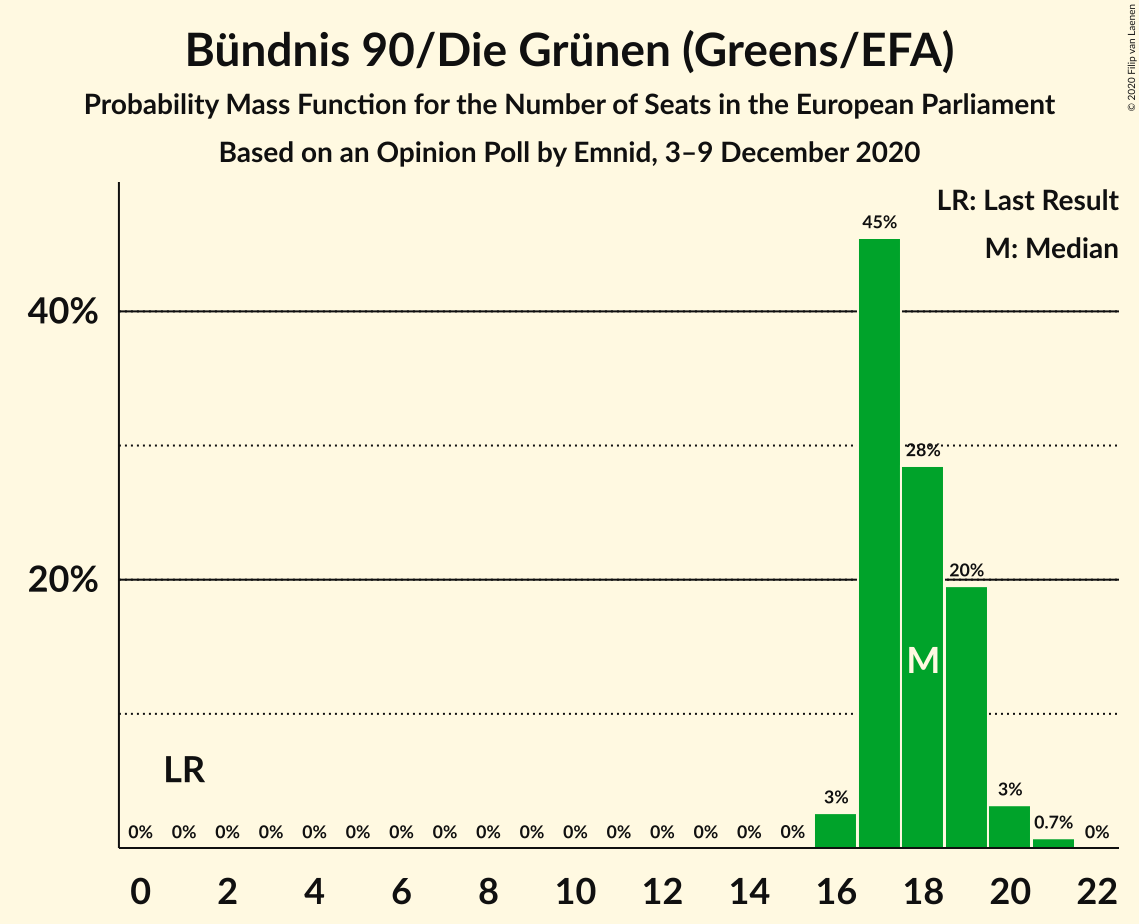 Bündnis 90/Die Grünen (Greens/EFA)
Probability Mass Function for the Number of Seats in the European Parliament
Based on an Opinion Poll by Emnid, 3–9 December 2020
© 2020 Filip van Laenen
LR: Last Result
M: Median
45%
40%
28%
20%
20%
M
LR
3%
3%
0.7%
0% 0% 0% 0% 0% 0% 0% 0% 0% 0% 0% 0% 0% 0% 0% 0% 0%
0 2 4 6 8 10 12 14 16 18 20 22